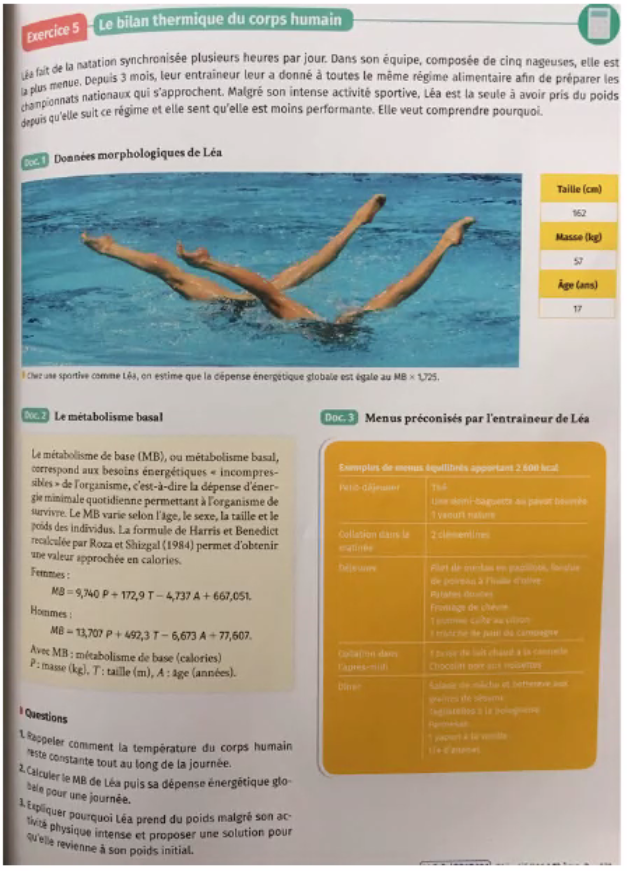 Exercice 5
Le bilan thermique du corps humain
Léa fait de la natation synchronisée plusieurs heures par jour. Dans son équipe, composée de cinq nageuses, elle est
la plus menue. Depuis 3 mois, leur entraineur leur a donné à toutes le même régime alimentaire afin de préparer les
championnats nationaux qui s'approchent. Malgré son intense activité sportive, Léa est la seule à avoir pris du poids
depuis qu'elle suit ce régime et elle sent qu'elle est moins performante. Elle veut comprendre pourquoi.
Doc. 1 Données morphologiques de Léa
Taille (cm)
162
Masse (kg)
57
Âge (ans)
17
Chez une sportive comme Léa, on estime que la dépense énergétique globale est égale au MB × 1,725.
Doc. 2 Le métabolisme basal
Le métabolisme de base (MB), ou métabolisme basal,
correspond aux besoins énergétiques « incompres-
sibles » de l'organisme, c'est-à-dire la dépense d'éner-
gie minimale quotidienne permettant à l'organisme de
survivre. Le MB varie selon l'âge, le sexe, la taille et le
poids des individus. La formule de Harris et Benedict
recalculée par Roza et Shizgal (1984) permet d'obtenir
une valeur approchée en calories.
Femmes :
MB = 9,740 P + 172,9 T – 4,737 A + 667,051.
Hommes :
MB = 13,707 P + 492,3 T – 6,673 A + 77,607.
Avec MB : métabolisme de base (calories)
P : masse (kg), T : taille (m), A : âge (années).
Doc. 3 Menus préconisés par l'entraineur de Léa
Exemples de menus équilibrés apportant 2 600 kcal
Petit déjeuner
Thé
Une demi-baguette au pavot beurrée
1 yaourt nature
Collation dans la
matinée
2 clémentines
Déjeuner
Filet de en papillote, fondue
de poireau à l'huile d'olive
Patates douces
Fromage de chèvre
1 pomme cuite au citron
1 tranche de pain de campagne
Collation dans
l'après-midi
1 de lait chaud à la cannelle
Chocolat noir aux noisettes
Dîner
Salade de mâche et betterave aux
graines de sésame
Tagliatelles à la bolognaise
Parmesan
1 yaourt à la vanille
Questions
1. Rappeler comment la température du corps humain
reste constante tout au long de la journée.
2. Calculer le MB de Léa puis sa dépense énergétique glo-
bale pour une journée.
3. Expliquer pourquoi Léa prend du poids malgré son ac-
tivité physique intense et proposer une solution pour
qu'elle revienne à son poids initial.